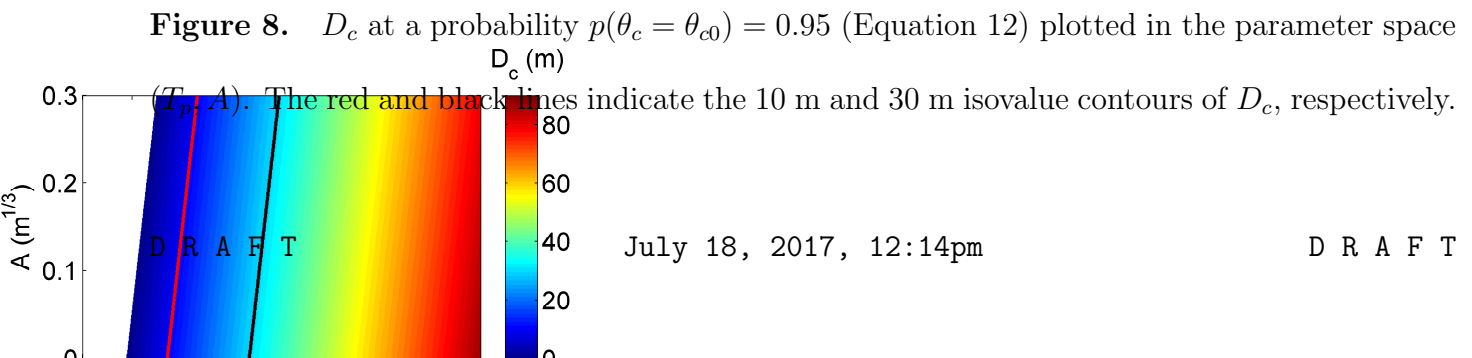 Figure 8. D_c at a probability p(θ_c = θ_{c0}) = 0.95 (Equation 12) plotted in the parameter space
D_c (m)
(T_p, A). The red and black lines indicate the 10 m and 30 m isovalue contours of D_c, respectively.
0.3
80
0.2
60
A (m^{1/3})
D R A F T
July 18, 2017, 12:14pm
D R A F T
40
0.1
20
0
0